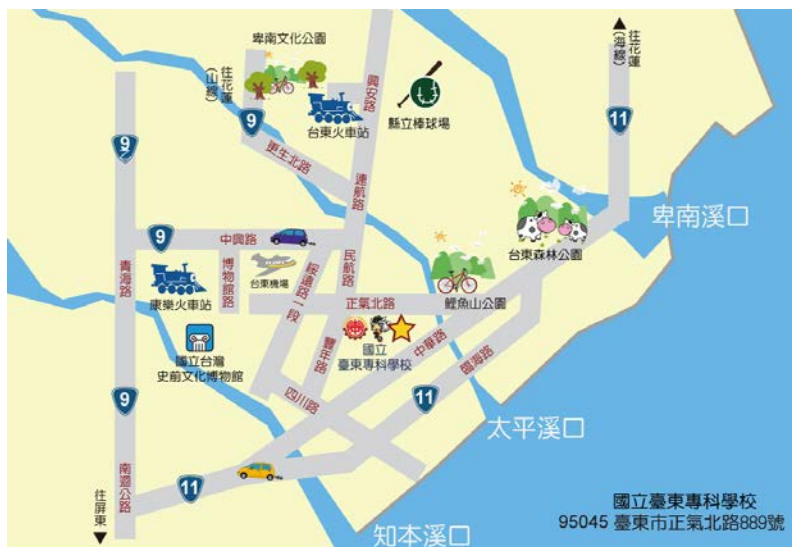 卑南文化公園
往花蓮
(山線)
9
台東火車站
興安路
縣立棒球場
往花蓮
(海線)
11
9
更生北路
連航路
卑南溪口
台東森林公園
9
中興路
青海路
康樂火車站
博物館路
台東機場
綏遠路一段
民航路
正氣北路
鯉魚山公園
國立台灣
史前文化博物館
豐年路
國立
臺東專科學校
中華路
臨海路
四川路
9
11
太平溪口
南迴公路
11
往屏東
知本溪口
國立臺東專科學校
95045 臺東市正氣北路889號